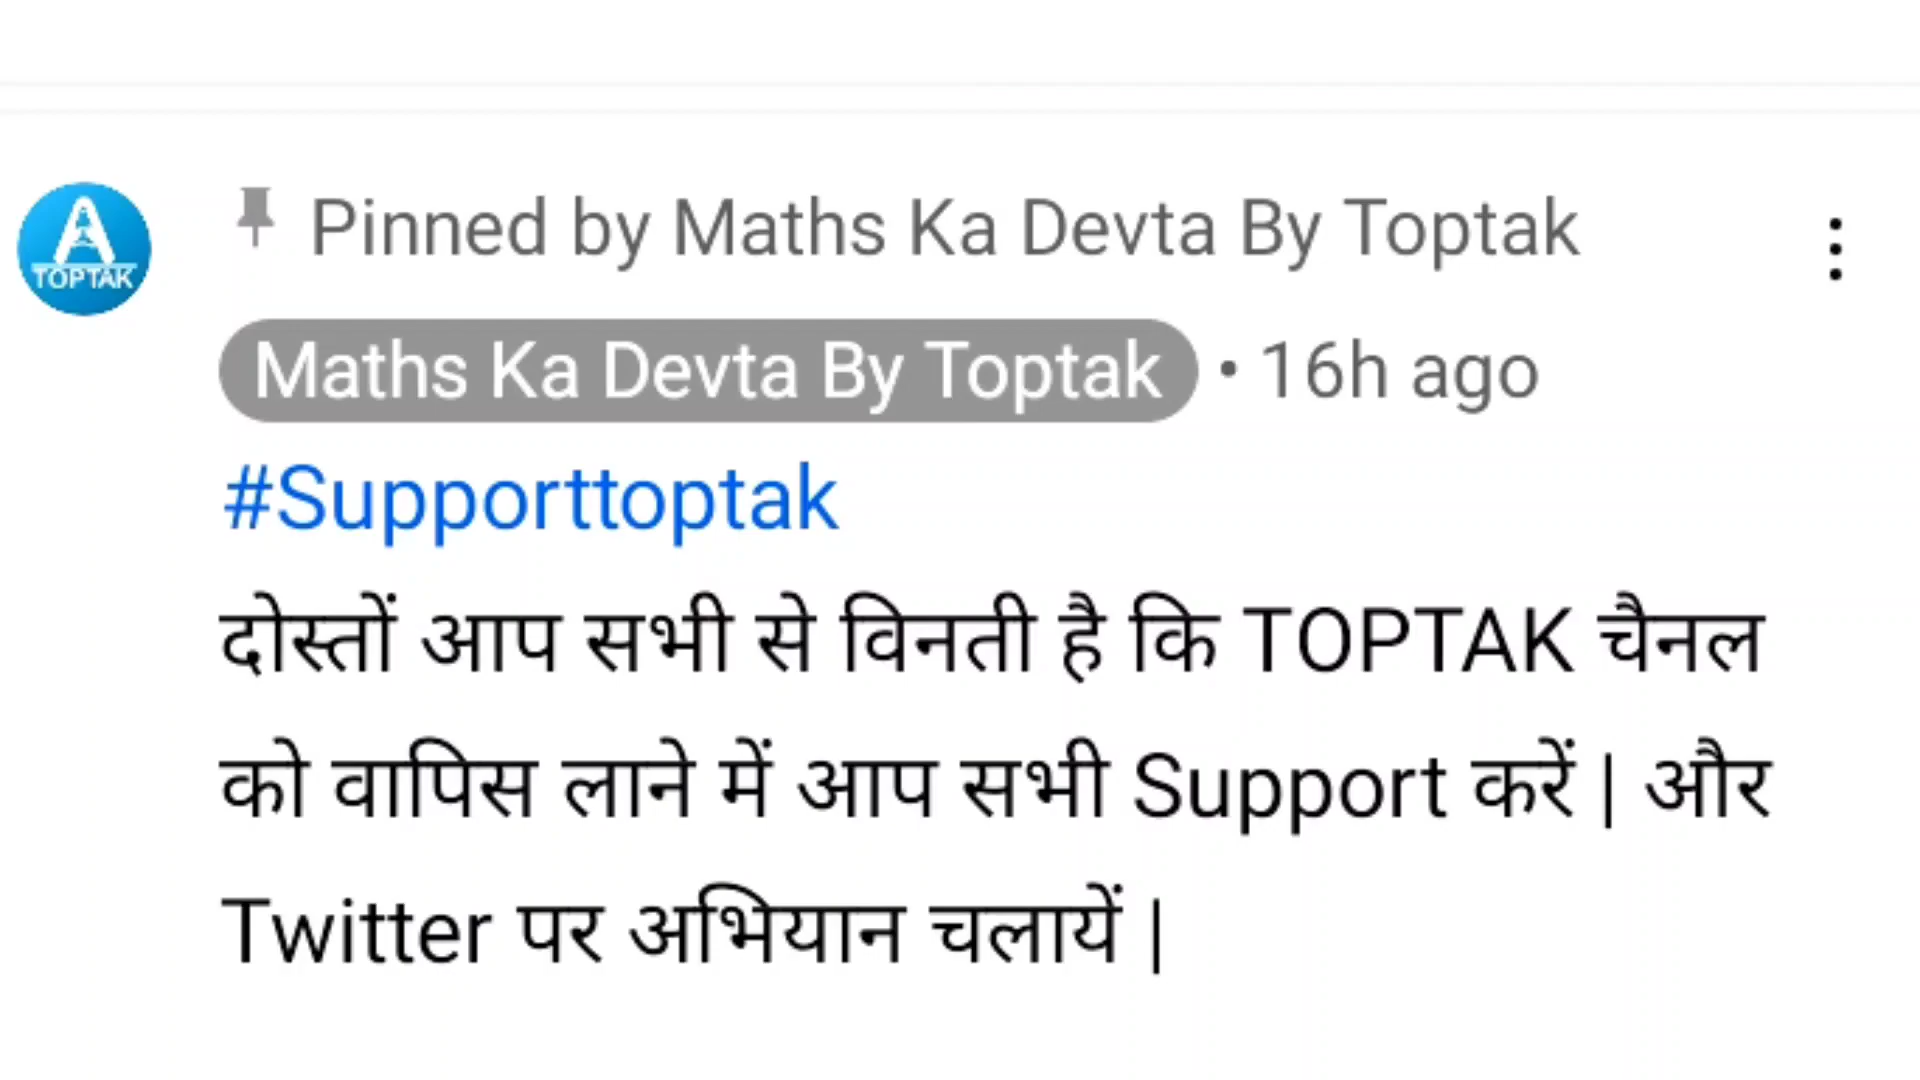 Pinned by Maths Ka Devta By Toptak
TOPTAK
Maths Ka Devta By Toptak • 16h ago
#Supporttoptak
दोस्तों आप सभी से विनती है कि TOPTAK चैनल
को वापिस लाने में आप सभी Support करें | और
Twitter पर अभियान चलायें |